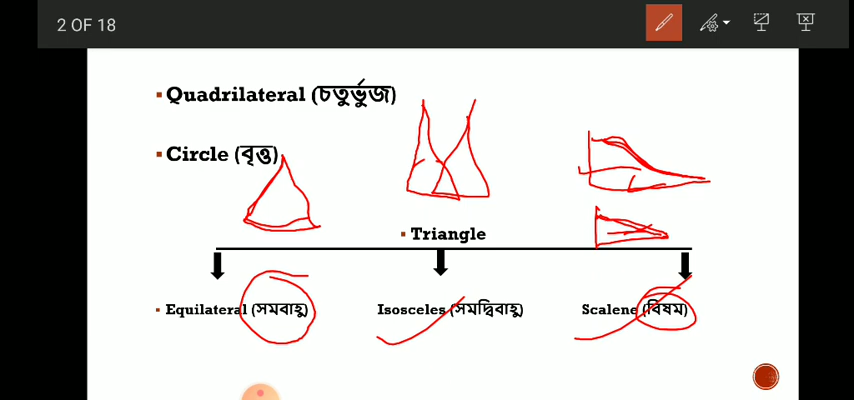 2 OF 18
Quadrilateral (চতুর্ভুজ)
Circle (বৃত্ত)
Triangle
Equilateral (সমবাহু)
Isosceles (সমদ্বিবাহু)
Scalene (বিষম)